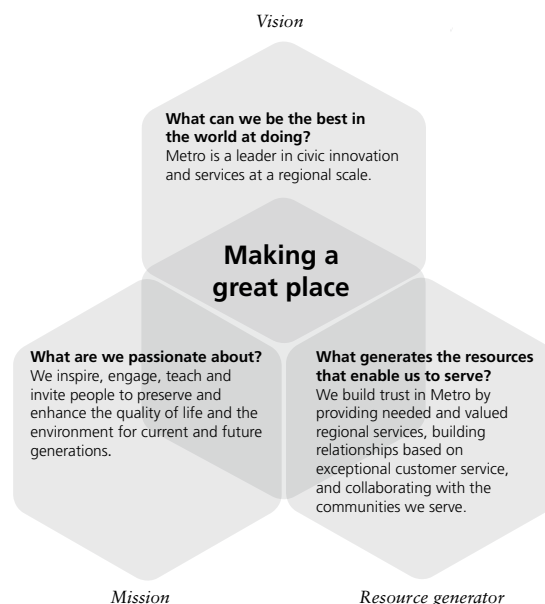 Vision
What can we be the best in
the world at doing?
Metro is a leader in civic innovation
and services at a regional scale.
Making a
great place
What are we passionate about?
We inspire, engage, teach and
invite people to preserve and
enhance the quality of life and the
environment for current and future
generations.
What generates the resources
that enable us to serve?
We build trust in Metro by
providing needed and valued
regional services, building
relationships based on
exceptional customer service,
and collaborating with the
communities we serve.
Mission
Resource generator